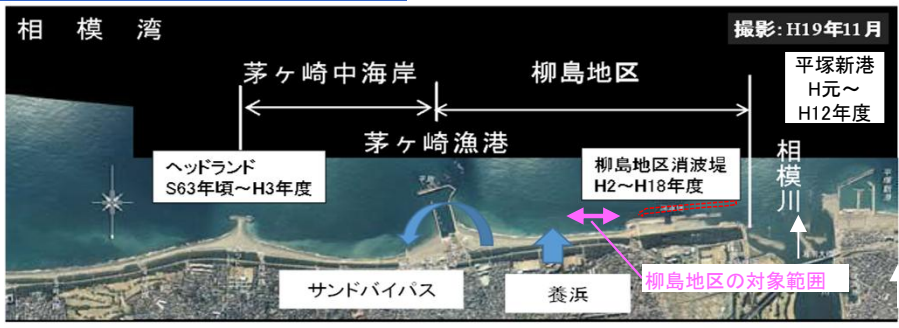 相模湾
撮影：H19年11月
平塚新港
H元～
H12年度
茅ヶ崎中海岸
柳島地区
茅ヶ崎漁港
ヘッドランド
S63年頃～H3年度
柳島地区消波堤
H2～H18年度
相模川
平塚新港
サンドバイパス
養浜
柳島地区の対象範囲